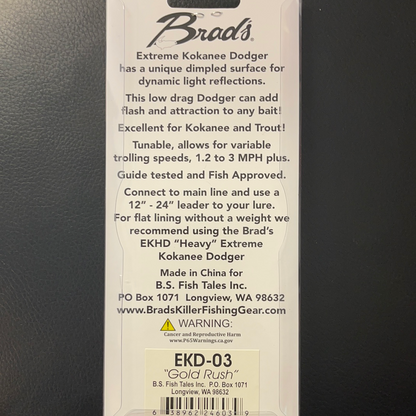 Brad's
Extreme Kokanee Dodger
has a unique dimpled surface for
dynamic light reflections.
This low drag Dodger can add
flash and attraction to any bait!
Excellent for Kokanee and Trout!
Tunable, allows for variable
trolling speeds, 1.2 to 3 MPH plus.
Guide tested and Fish Approved.
Connect to main line and use a
12" - 24" leader to your lure.
For flat lining without a weight we
recommend using the Brad's
EKHD "Heavy" Extreme
Kokanee Dodger
Made in China for
B.S. Fish Tales Inc.
PO Box 1071 Longview, WA 98632
www.BradsKillerFishingGear.com
WARNING:
Cancer and Reproductive Harm
www.P65Warnings.ca.gov
EKD-03
"Gold Rush"
B.S. Fish Tales Inc. P.O. Box 1071
Longview, WA 98632
6 38962 24603 9